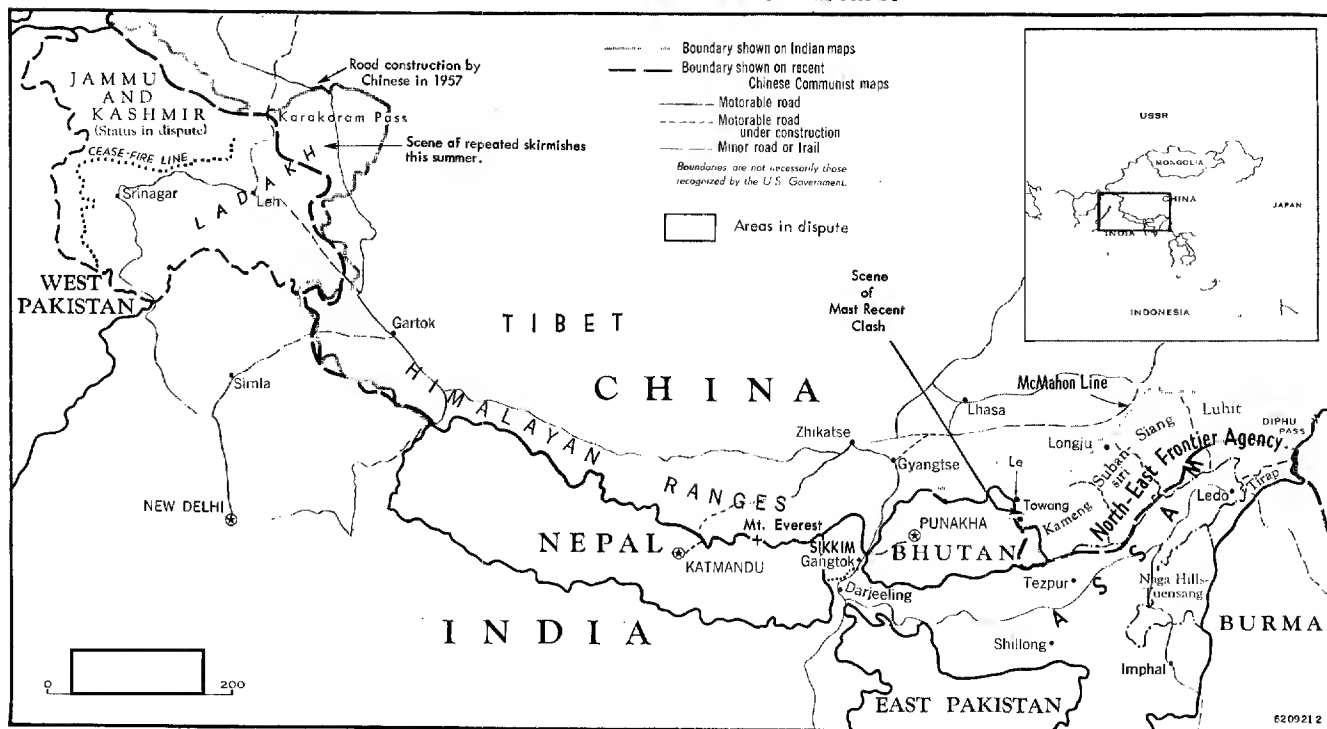 Road construction by
Chinese in 1957
JAMMU
AND
KASHMIR
(Status in dispute)
Karakoram Pass
CEASE-FIRE LINE
Scene af repeated skirmishes
this summer.
Srinagar
Leh
LADAKH
WEST
PAKISTAN
Boundary shown on Indian maps
Boundary shown on recent
Chinese Communist maps
Motorable road
Motorable road
under construction
Minor road or trail
Boundaries are not necessarily those
recognized by the U.S. Government.
Areas in dispute
USSR
MONGOLIA
CHINA
JAPAN
INDIA
INDONESIA
Scene
of
Mast Recent
Clash
Gartok
TIBET
CHINA
Simla
HIMALAYAN
RANGES
McMahon Line
Lhasa
Luhit
DIPHU
PASS
Siang
Longju
Zhikatse
Gyangtse
Le
Suban-
siri
North-East Frontier Agency
Towang
Kameng
Ledo
Tirap
NEW DELHI
Mt. Everest
NEPAL
KATMANDU
SIKKIM
Gangtok
PUNAKHA
BHUTAN
Darjeeling
Tezpur
ASSAM
Naga Hills-
Tuensang
INDIA
Shillong
BURMA
Imphal
EAST PAKISTAN
0 200
6209212